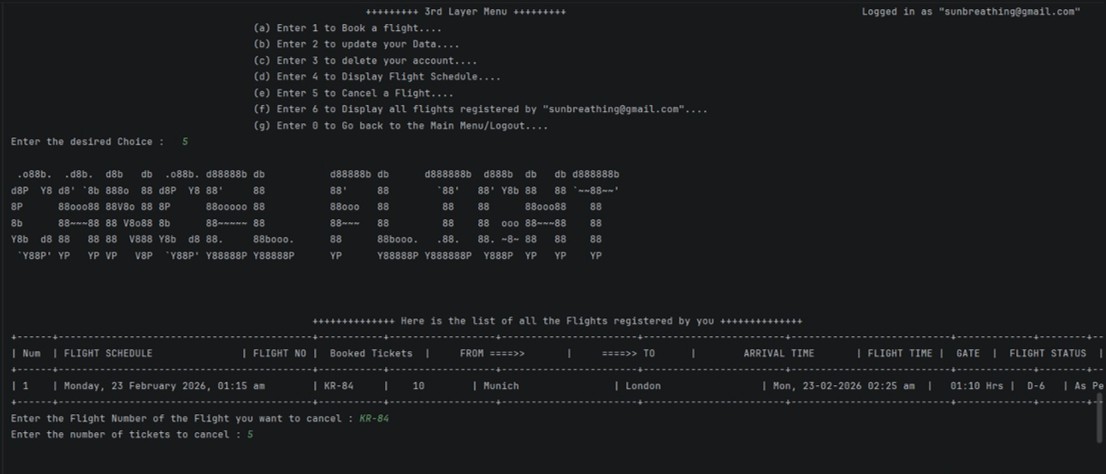 +++++++++ 3rd Layer Menu +++++++++ Logged in as "sunbreathing@gmail.com"
(a) Enter 1 to Book a flight....
(b) Enter 2 to update your Data....
(c) Enter 3 to delete your account....
(d) Enter 4 to Display Flight Schedule....
(e) Enter 5 to Cancel a Flight....
(f) Enter 6 to Display all flights registered by "sunbreathing@gmail.com"....
(g) Enter 0 to Go back to the Main Menu/Logout....
Enter the desired Choice : 5
CANCEL FLIGHT
++++++++++++++ Here is the list of all the Flights registered by you ++++++++++++++
| Num | FLIGHT SCHEDULE | FLIGHT NO | Booked Tickets | FROM ====>> | ====>> TO | ARRIVAL TIME | FLIGHT TIME | GATE | FLIGHT STATUS |
| 1 | Monday, 23 February 2026, 01:15 am | KR-84 | 10 | Munich | London | Mon, 23-02-2026 02:25 am | 01:10 Hrs | D-6 | As Pe
Enter the Flight Number of the Flight you want to cancel : KR-84
Enter the number of tickets to cancel : 5